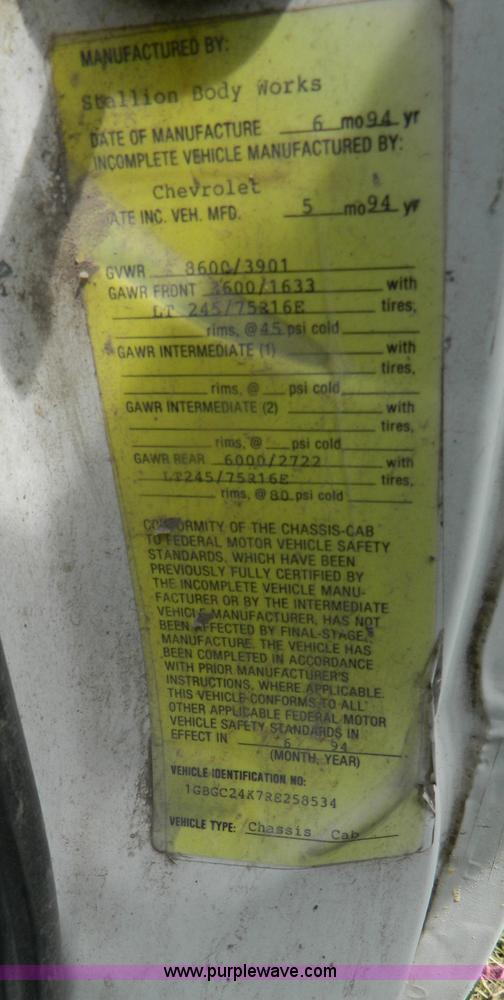 MANUFACTURED BY:
Stallion Body Works
DATE OF MANUFACTURE 6 mo 94 yr
INCOMPLETE VEHICLE MANUFACTURED BY:
Chevrolet
DATE INC. VEH. MFD. 5 mo 94 yr
GVWR 8600/3901
GAWR FRONT 3600/1633 with
LT 245/75R16E tires,
rims, @ 45 psi cold
GAWR INTERMEDIATE (1) with
tires,
rims, @ psi cold
GAWR INTERMEDIATE (2) with
tires,
rims, @ psi cold
GAWR REAR 6000/2722 with
LT245/75R16E tires,
rims, @ 80 psi cold
CONFORMITY OF THE CHASSIS-CAB
TO FEDERAL MOTOR VEHICLE SAFETY
STANDARDS, WHICH HAVE BEEN
PREVIOUSLY FULLY CERTIFIED BY
THE INCOMPLETE VEHICLE MANU-
FACTURER OR BY THE INTERMEDIATE
VEHICLE MANUFACTURER, HAS NOT
BEEN AFFECTED BY FINAL-STAGE
MANUFACTURE. THE VEHICLE HAS
BEEN COMPLETED IN ACCORDANCE
WITH PRIOR MANUFACTURER'S
INSTRUCTIONS, WHERE APPLICABLE.
THIS VEHICLE CONFORMS TO ALL
OTHER APPLICABLE FEDERAL MOTOR
VEHICLE SAFETY STANDARDS IN
EFFECT IN 6 94
(MONTH, YEAR)
VEHICLE IDENTIFICATION NO:
1GBGC24K7RE258534
VEHICLE TYPE: Chassis Cab
www.purplewave.com